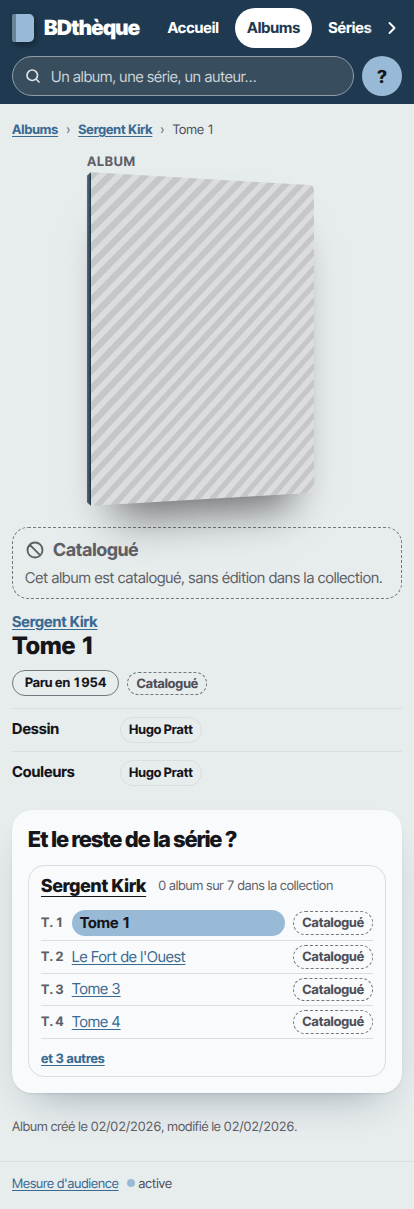 BDthèque
Accueil
Albums
Séries
Un album, une série, un auteur...
?
Albums › Sergent Kirk › Tome 1
ALBUM
Catalogué
Cet album est catalogué, sans édition dans la collection.
Sergent Kirk
Tome 1
Paru en 1954
Catalogué
Dessin
Hugo Pratt
Couleurs
Hugo Pratt
Et le reste de la série ?
Sergent Kirk 0 album sur 7 dans la collection
T. 1 Tome 1 Catalogué
T. 2 Le Fort de l'Ouest Catalogué
T. 3 Tome 3 Catalogué
T. 4 Tome 4 Catalogué
et 3 autres
Album créé le 02/02/2026, modifié le 02/02/2026.
Mesure d'audience active